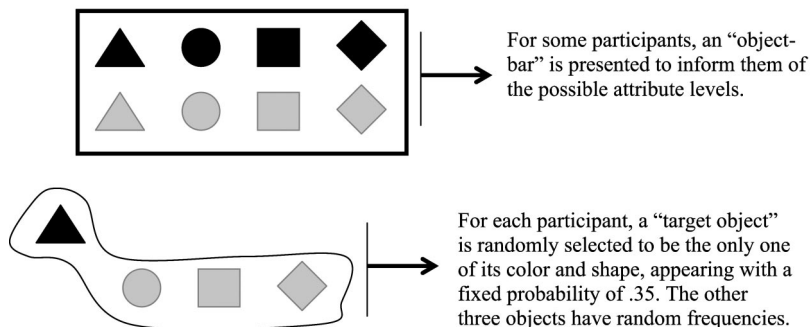 For some participants, an “object-
bar” is presented to inform them of
the possible attribute levels.
For each participant, a “target object”
is randomly selected to be the only one
of its color and shape, appearing with a
fixed probability of .35. The other
three objects have random frequencies.